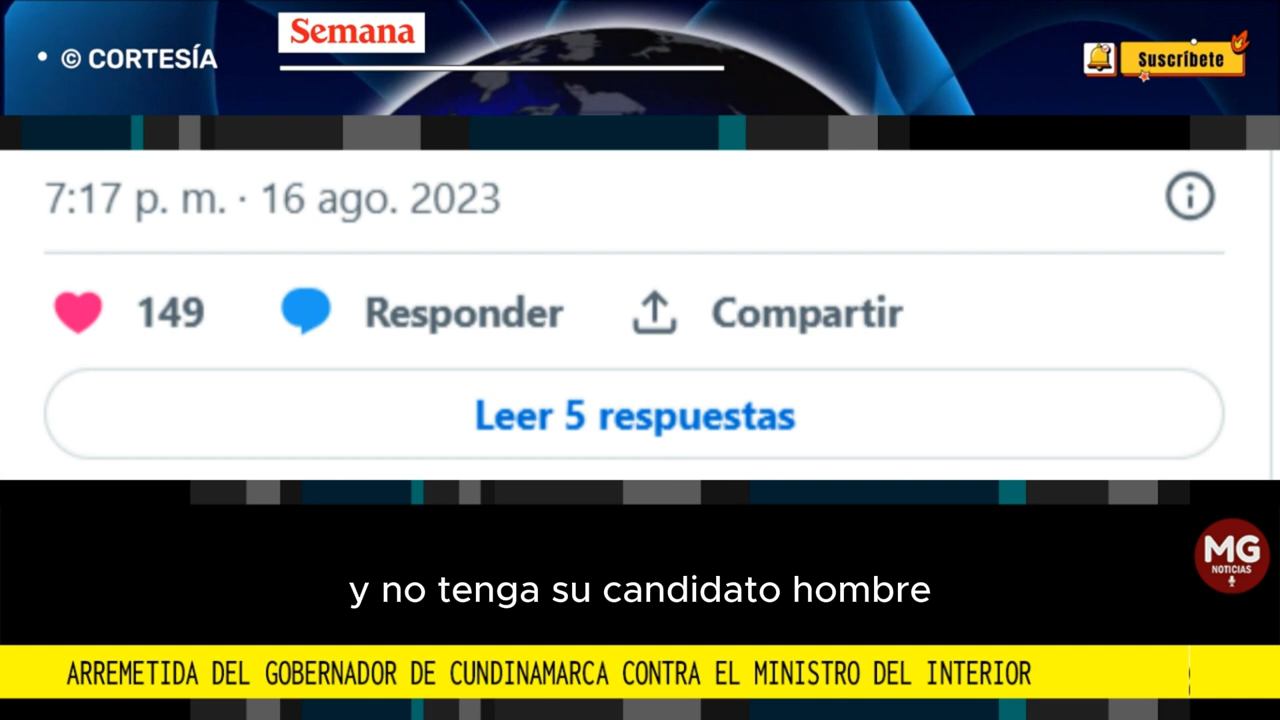 • © CORTESÍA
Semana
Suscríbete
7:17 p. m. · 16 ago. 2023
149
Responder
Compartir
Leer 5 respuestas
MG
NOTICIAS
y no tenga su candidato hombre
ARREMETIDA DEL GOBERNADOR DE CUNDINAMARCA CONTRA EL MINISTRO DEL INTERIOR